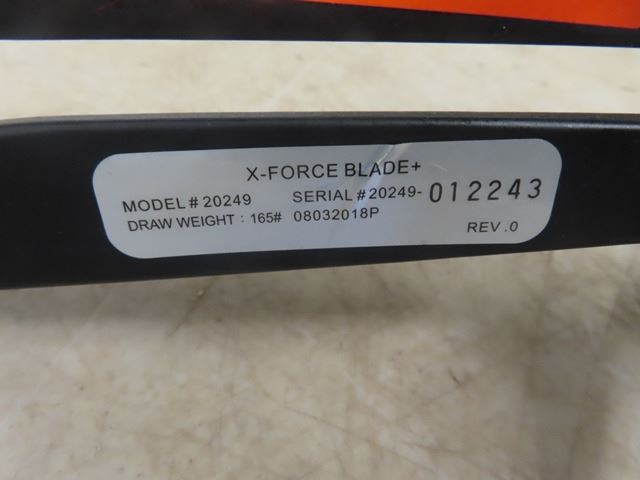 X-FORCE BLADE+
MODEL # 20249 SERIAL # 20249- 012243
DRAW WEIGHT : 165# 08032018P
REV .0